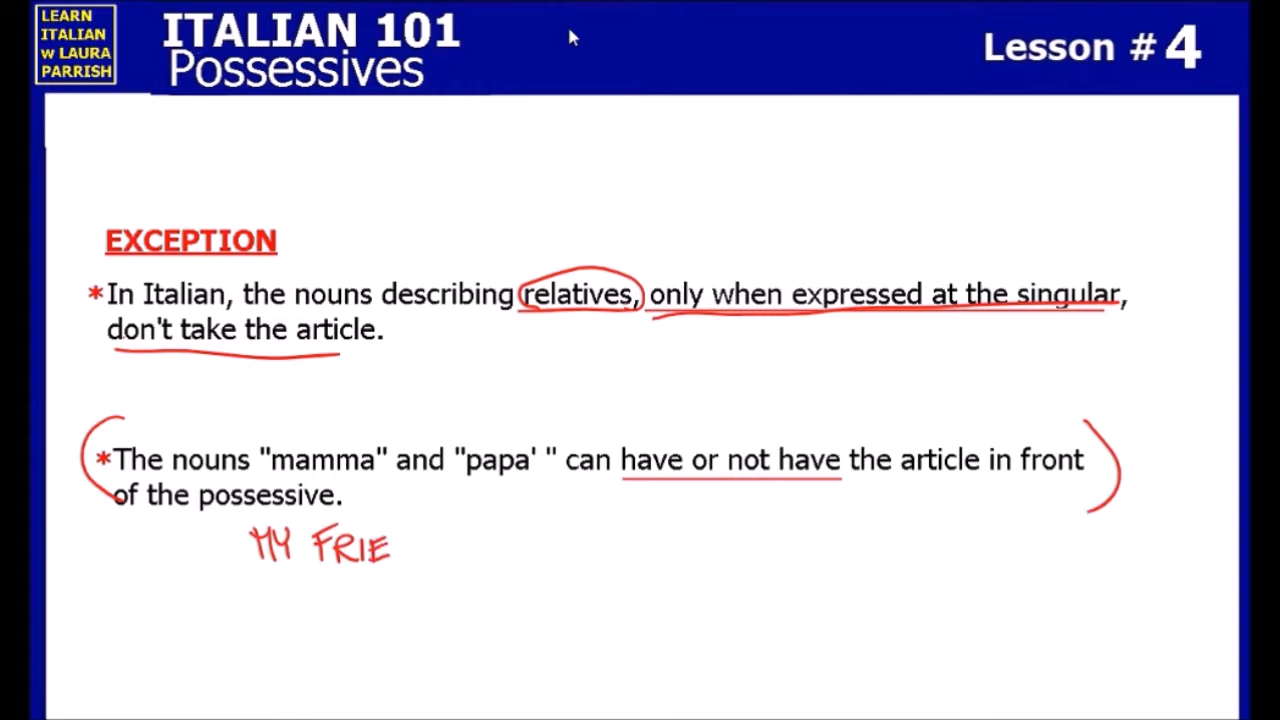 LEARN
ITALIAN
w LAURA
PARRISH
ITALIAN 101
Possessives
Lesson # 4
EXCEPTION
*In Italian, the nouns describing relatives, only when expressed at the singular,
don't take the article.
*The nouns "mamma" and "papa' " can have or not have the article in front
of the possessive.
MY FRIE